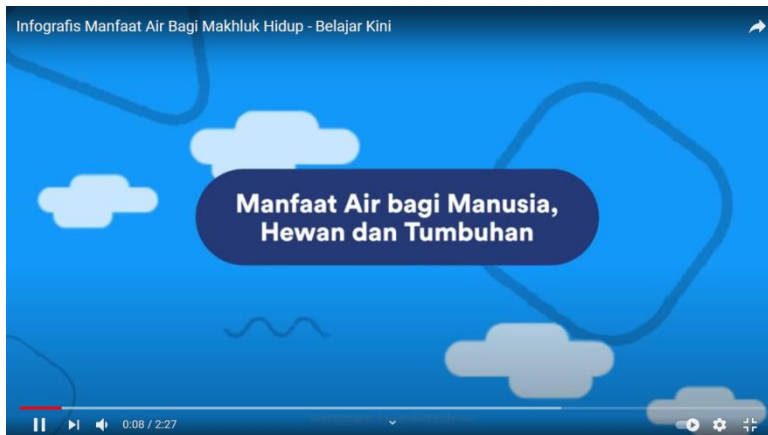 Infografis Manfaat Air Bagi Makhluk Hidup - Belajar Kini
Manfaat Air bagi Manusia,
Hewan dan Tumbuhan
0:08 / 2:27